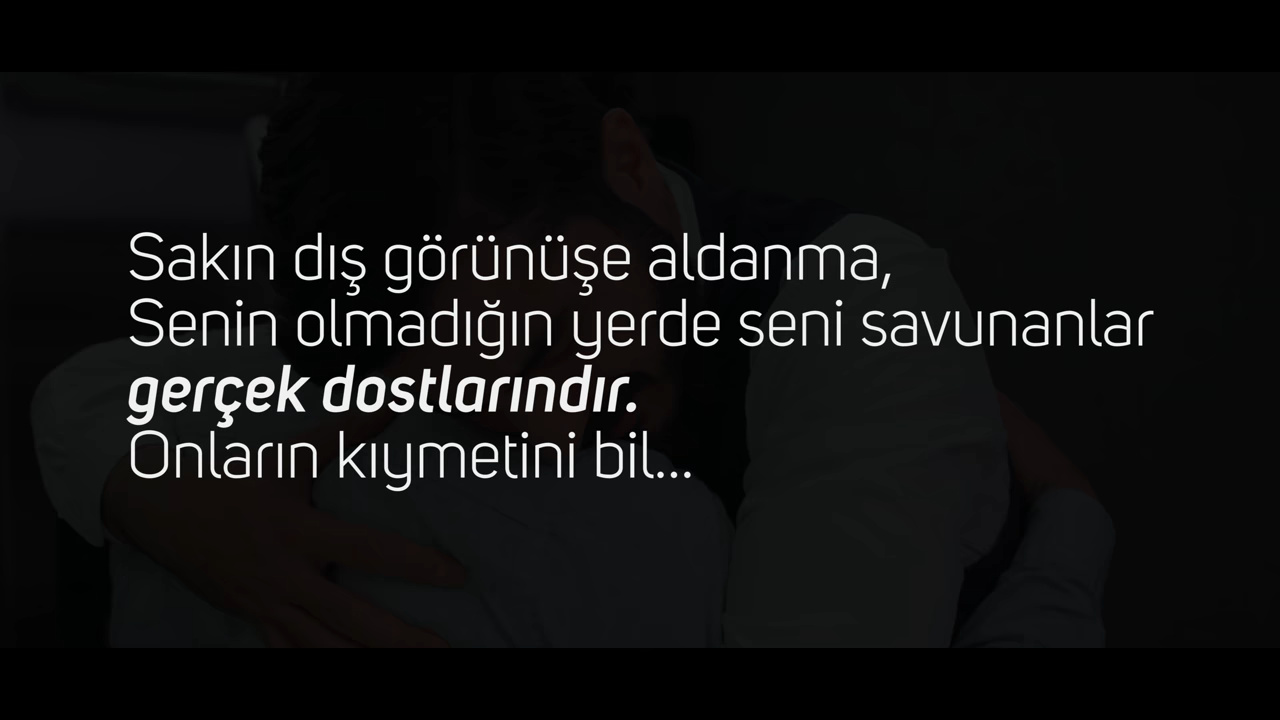 Sakın dış görünüşe aldanma,
Senin olmadığın yerde seni savunanlar
gerçek dostlarındır.
Onların kıymetini bil...